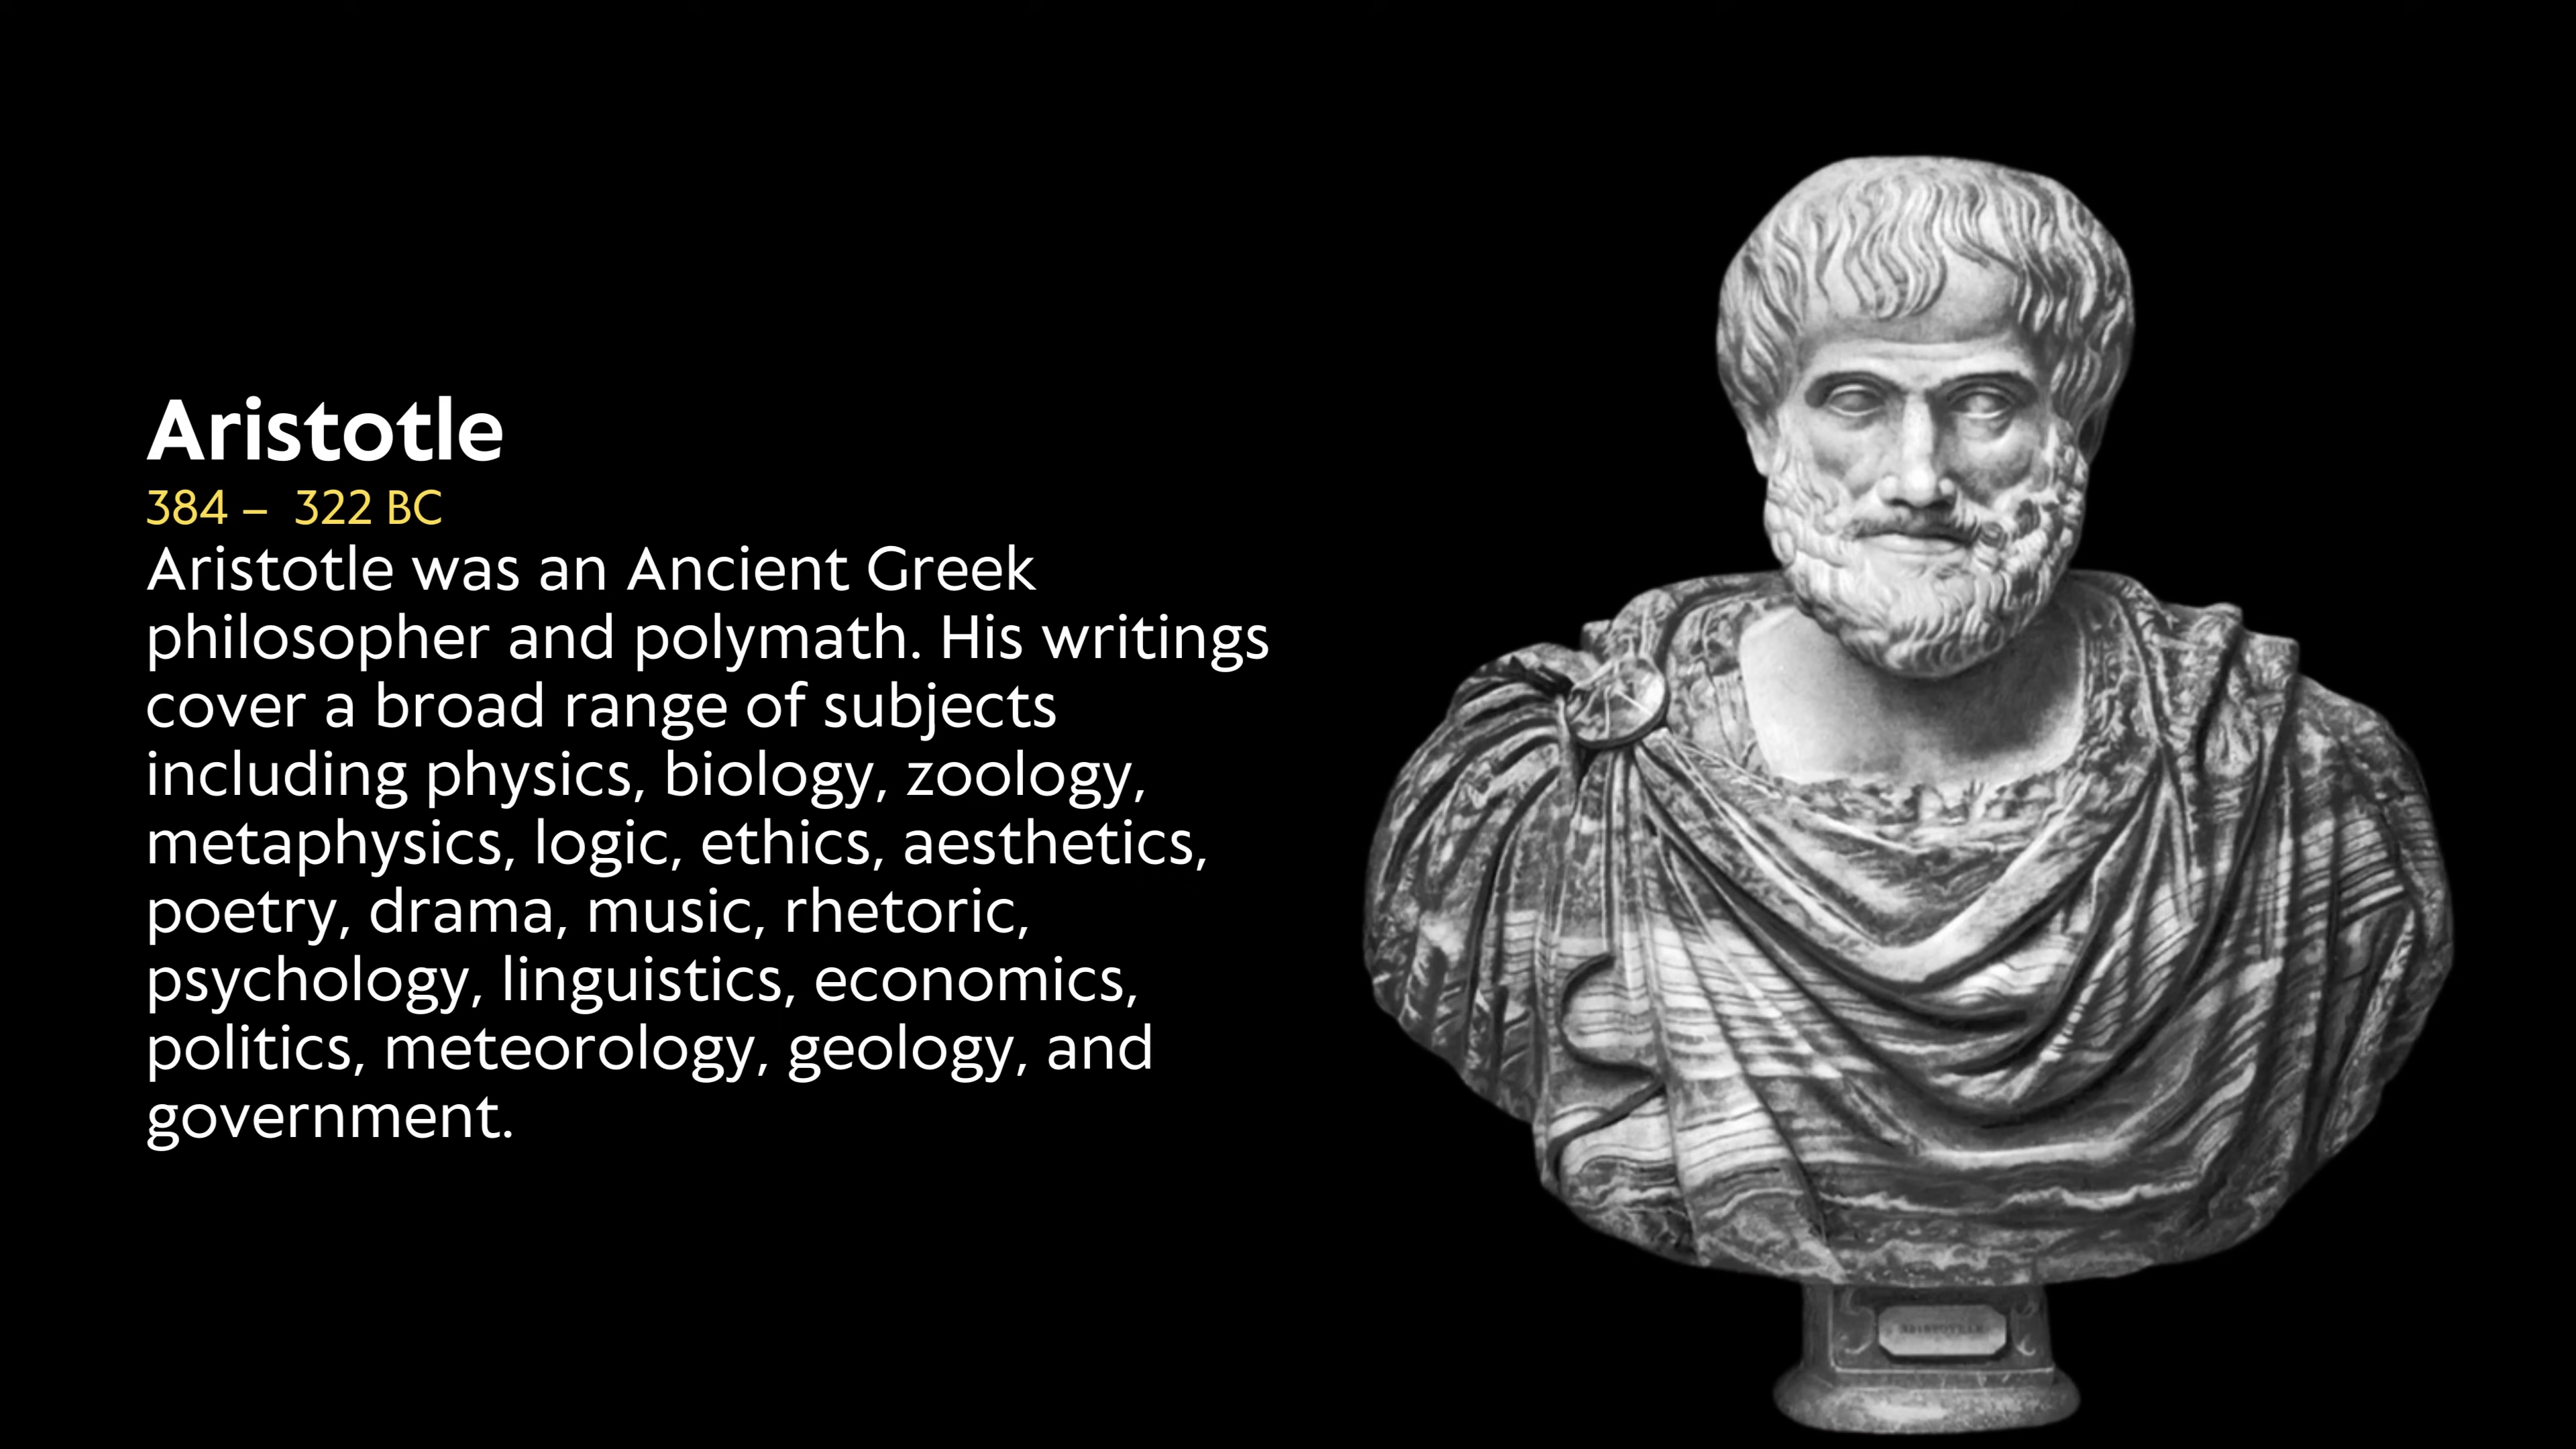 Aristotle
384 –  322 BC
Aristotle was an Ancient Greek
philosopher and polymath. His writings
cover a broad range of subjects
including physics, biology, zoology,
metaphysics, logic, ethics, aesthetics,
poetry, drama, music, rhetoric,
psychology, linguistics, economics,
politics, meteorology, geology, and
government.